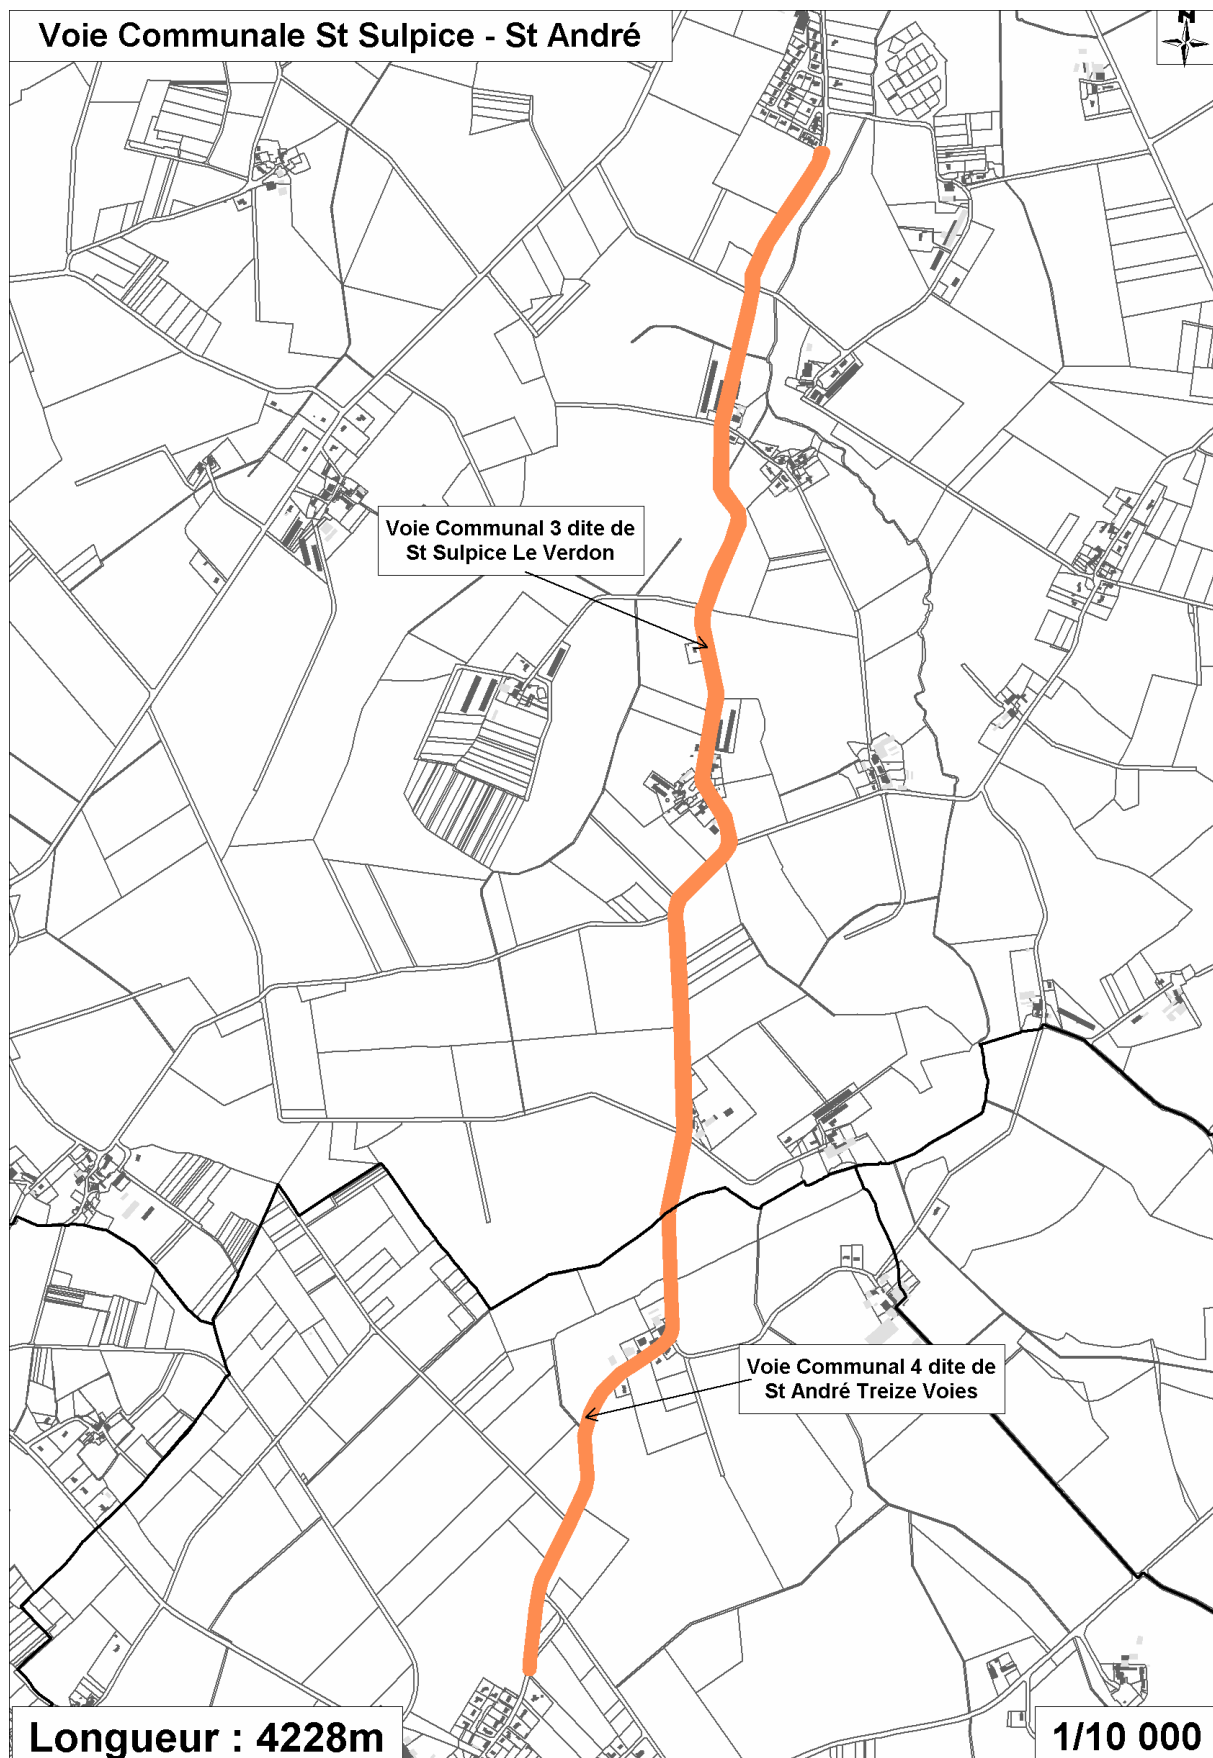 Voie Communale St Sulpice - St André
N
Voie Communal 3 dite de
St Sulpice Le Verdon
Voie Communal 4 dite de
St André Treize Voies
Longueur : 4228m
1/10 000